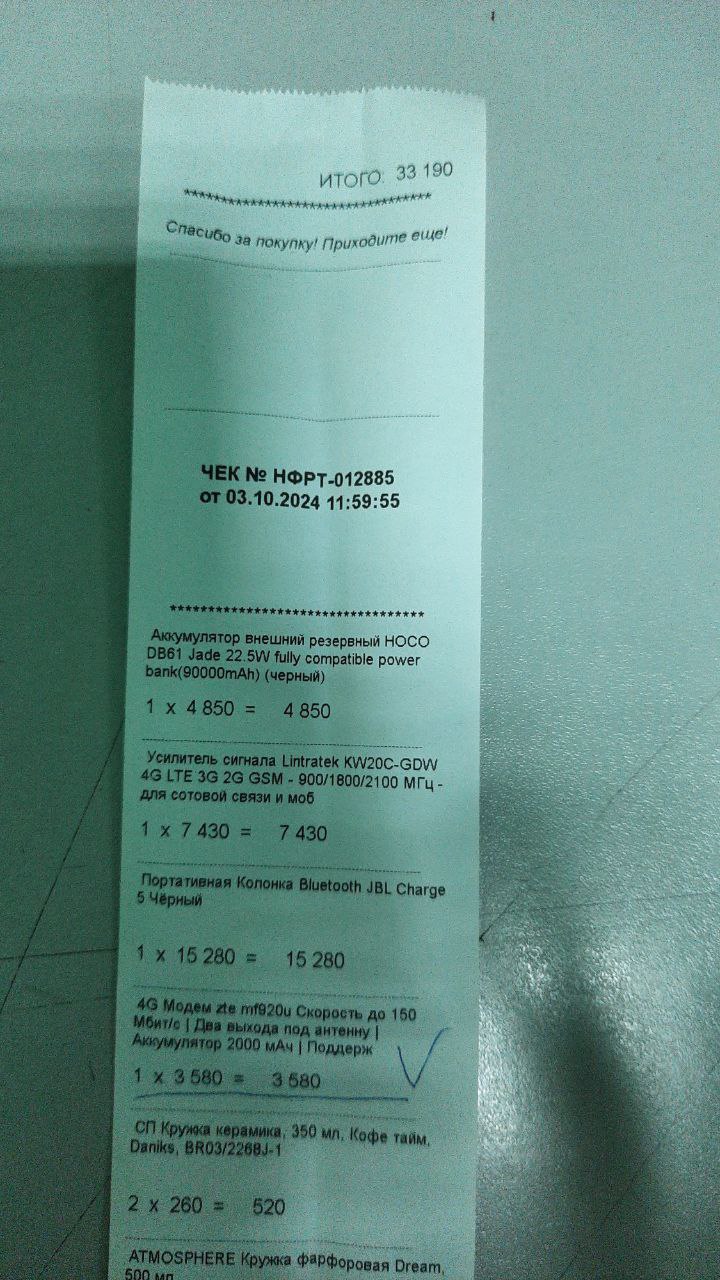 ИТОГО: 33 190
**********************************
Спасибо за покупку! Приходите еще!
ЧЕК № НФРТ-012885
от 03.10.2024 11:59:55
**********************************
Аккумулятор внешний резервный HOCO
DB61 Jade 22.5W fully compatible power
bank(90000mAh) (черный)
1 x 4 850 = 4 850
Усилитель сигнала Lintratek KW20C-GDW
4G LTE 3G 2G GSM - 900/1800/2100 МГц -
для сотовой связи и моб
1 x 7 430 = 7 430
Портативная Колонка Bluetooth JBL Charge
5 Чёрный
1 x 15 280 = 15 280
4G Модем zte mf920u Скорость до 150
Мбит/с | Два выхода под антенну |
Аккумулятор 2000 мАч | Поддерж
1 x 3 580 = 3 580
СП Кружка керамика, 350 мл, Кофе тайм,
Daniks, BR03/2268J-1
2 x 260 = 520
ATMOSPHERE Кружка фарфоровая Dream,
500 мл